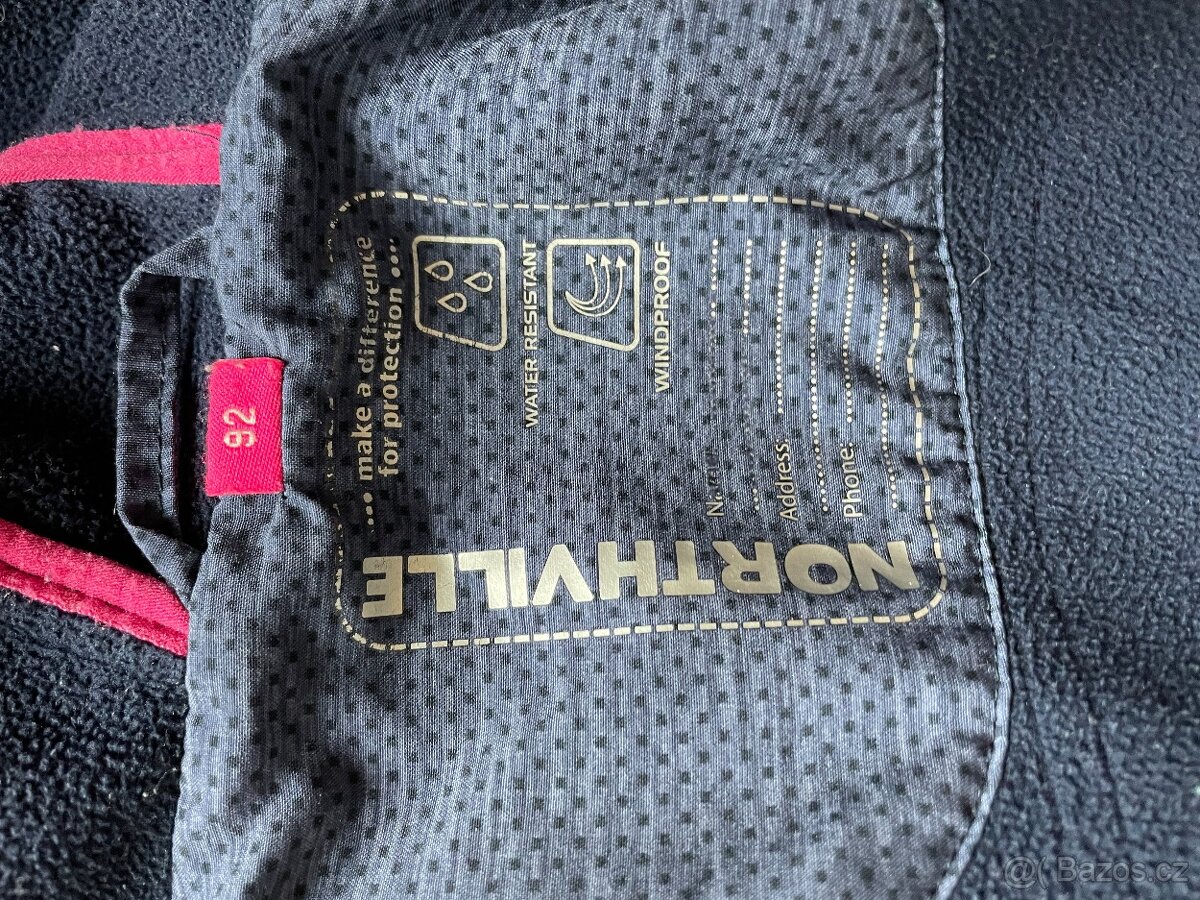 92
... make a difference
for protection ....
WATER RESISTANT
WINDPROOF
Address:
Phone:
NORTHVILLE
Bazos.cz